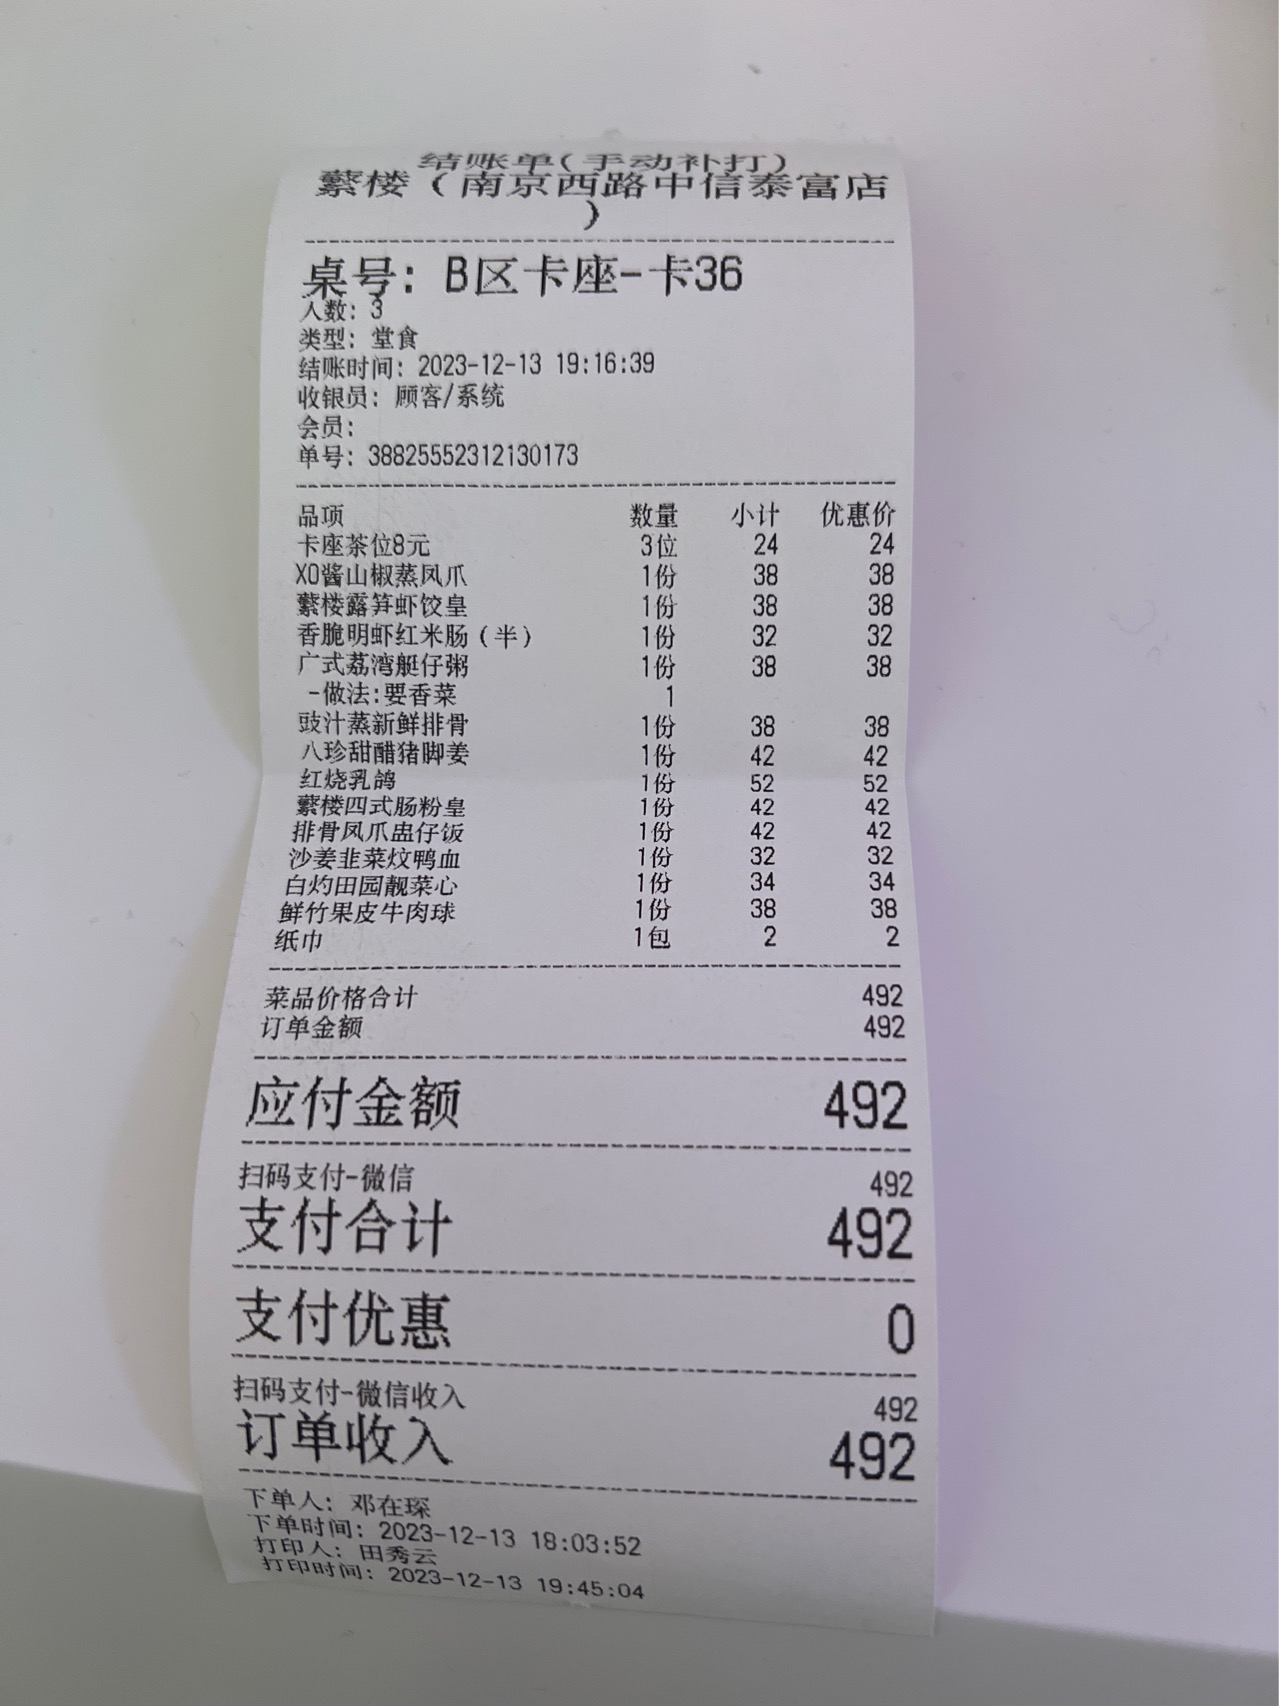 结账单(手动补打)
蘩楼（南京西路中信泰富店
）
桌号: B区卡座-卡36
人数: 3
类型: 堂食
结账时间: 2023-12-13 19:16:39
收银员: 顾客/系统
会员:
单号: 38825552312130173
品项 数量 小计 优惠价
卡座茶位8元 3位 24 24
XO酱山椒蒸凤爪 1份 38 38
蘩楼露笋虾饺皇 1份 38 38
香脆明虾红米肠（半） 1份 32 32
广式荔湾艇仔粥 1份 38 38
-做法:要香菜 1
豉汁蒸新鲜排骨 1份 38 38
八珍甜醋猪脚姜 1份 42 42
红烧乳鸽 1份 52 52
蘩楼四式肠粉皇 1份 42 42
排骨凤爪盅仔饭 1份 42 42
沙姜韭菜炆鸭血 1份 32 32
白灼田园靓菜心 1份 34 34
鲜竹果皮牛肉球 1份 38 38
纸巾 1包 2 2
菜品价格合计 492
订单金额 492
应付金额 492
扫码支付-微信 492
支付合计 492
支付优惠 0
扫码支付-微信收入 492
订单收入 492
下单人: 邓在琛
下单时间: 2023-12-13 18:03:52
打印人: 田秀云
打印时间: 2023-12-13 19:45:04